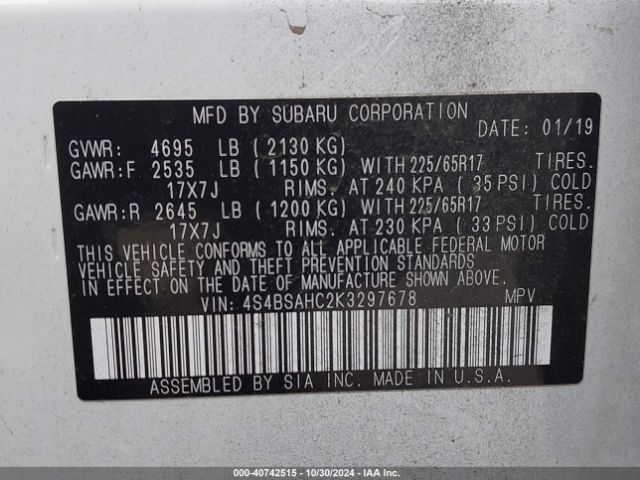 MFD BY SUBARU CORPORATION
DATE: 01/19
GVWR: 4695 LB (2130 KG)
GAWR:F 2535 LB (1150 KG) WITH 225/65R17 TIRES.
17X7J RIMS. AT 240 KPA (35 PSI) COLD
GAWR:R 2645 LB (1200 KG) WITH 225/65R17 TIRES.
17X7J RIMS. AT 230 KPA (33 PSI) COLD
THIS VEHICLE CONFORMS TO ALL APPLICABLE FEDERAL MOTOR
VEHICLE SAFETY AND THEFT PREVENTION STANDARDS
IN EFFECT ON THE DATE OF MANUFACTURE SHOWN ABOVE.
VIN: 4S4BSAHC2K3297678 MPV
ASSEMBLED BY SIA INC. MADE IN U.S.A.
000-40742515 - 10/30/2024 - IAA Inc.